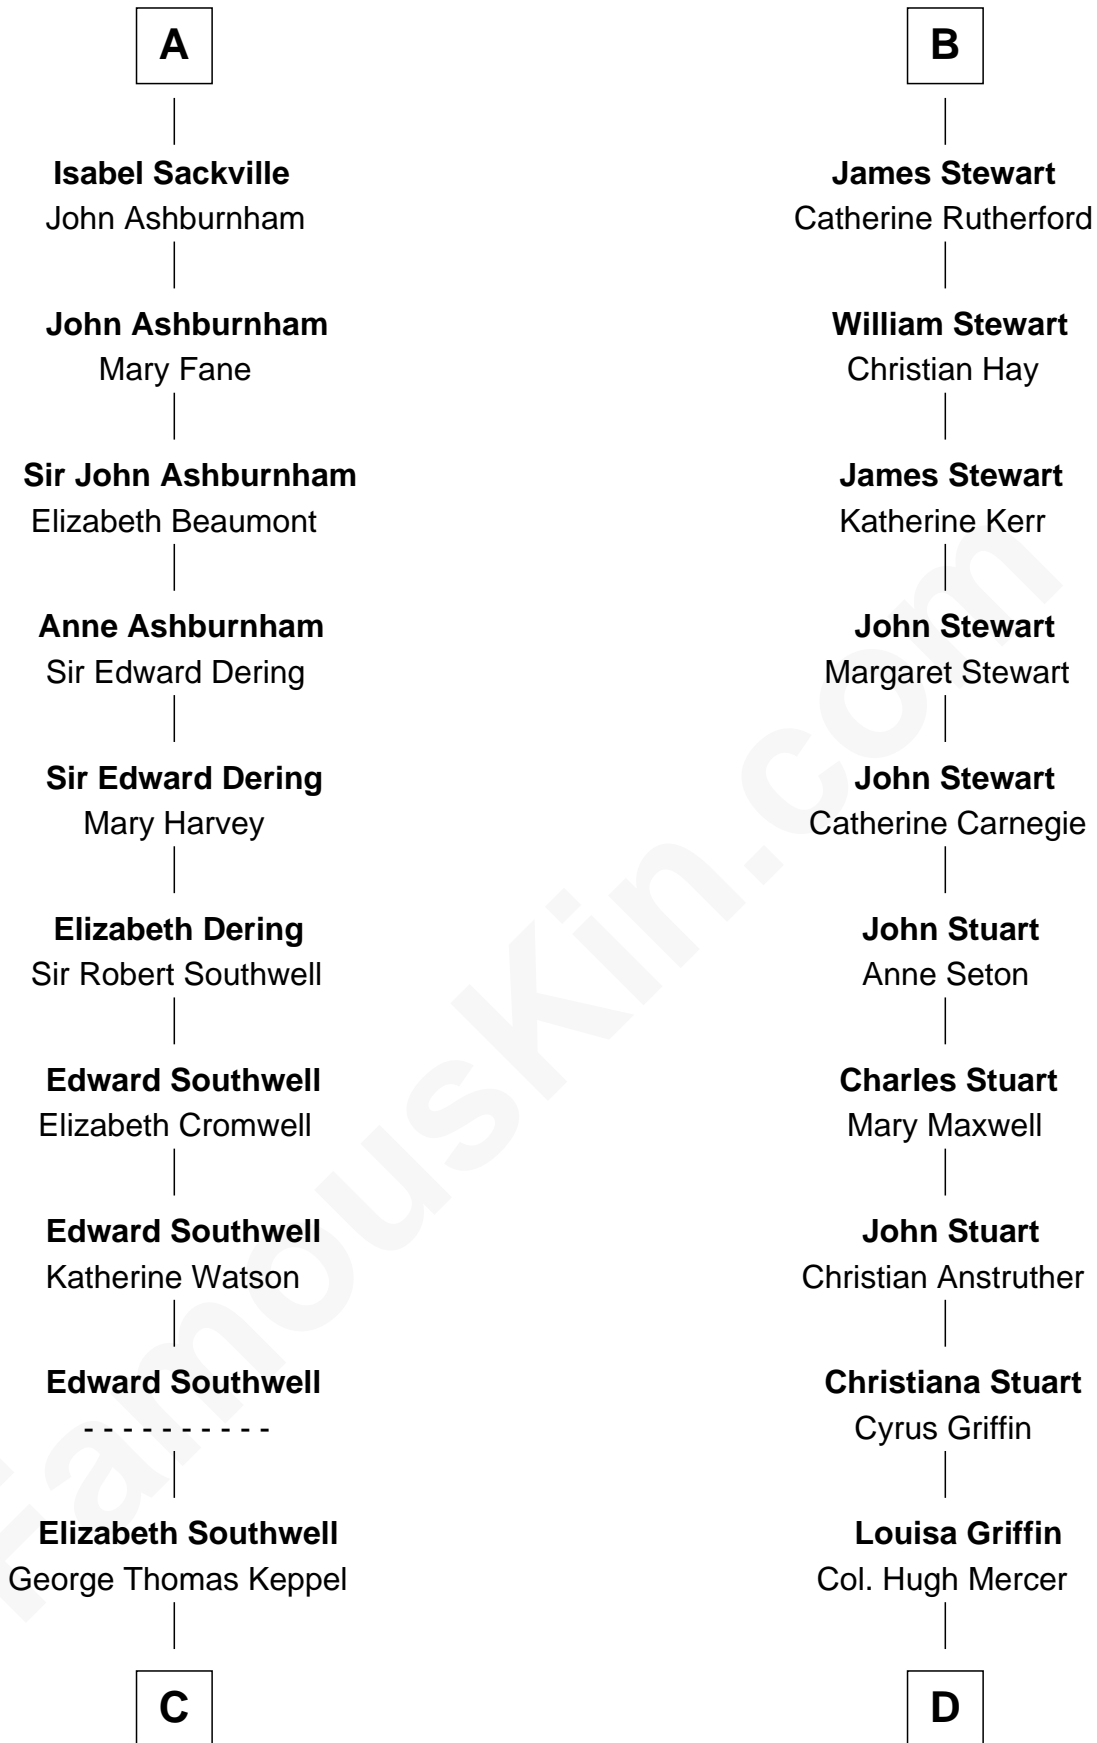 A
Isabel Sackville
John Ashburnham
John Ashburnham
Mary Fane
Sir John Ashburnham
Elizabeth Beaumont
Anne Ashburnham
Sir Edward Dering
Sir Edward Dering
Mary Harvey
Elizabeth Dering
Sir Robert Southwell
Edward Southwell
Elizabeth Cromwell
Edward Southwell
Katherine Watson
Edward Southwell
- - - - - - - - - -
Elizabeth Southwell
George Thomas Keppel
C
B
James Stewart
Catherine Rutherford
William Stewart
Christian Hay
James Stewart
Katherine Kerr
John Stewart
Margaret Stewart
John Stewart
Catherine Carnegie
John Stuart
Anne Seton
Charles Stuart
Mary Maxwell
John Stuart
Christian Anstruther
Christiana Stuart
Cyrus Griffin
Louisa Griffin
Col. Hugh Mercer
D
FamousKin.com